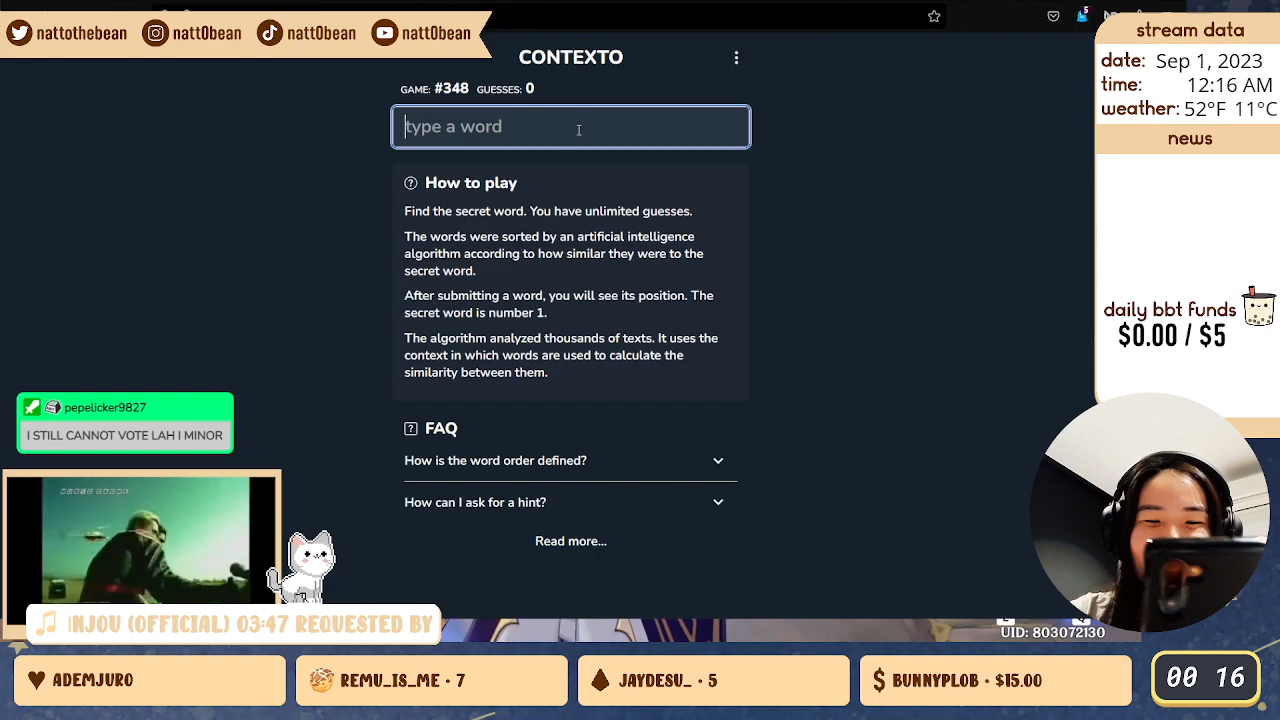 nattothebean
natt0bean
natt0bean
natt0bean
CONTEXTO
GAME: #348 GUESSES: 0
type a word
How to play
Find the secret word. You have unlimited guesses.
The words were sorted by an artificial intelligence
algorithm according to how similar they were to the
secret word.
After submitting a word, you will see its position. The
secret word is number 1.
The algorithm analyzed thousands of texts. It uses the
context in which words are used to calculate the
similarity between them.
FAQ
How is the word order defined?
How can I ask for a hint?
Read more...
stream data
date: Sep 1, 2023
time: 12:16 AM
weather: 52°F 11°C
news
daily bbt funds
$0.00 / $5
pepelicker9827
I STILL CANNOT VOTE LAH I MINOR
INJOU (OFFICIAL) 03:47 REQUESTED BY
UID: 803072130
ADEMJURO
REMU_IS_ME · 7
JAYDESU_ · 5
$ BUNNYPLOB · $15.00
00 16